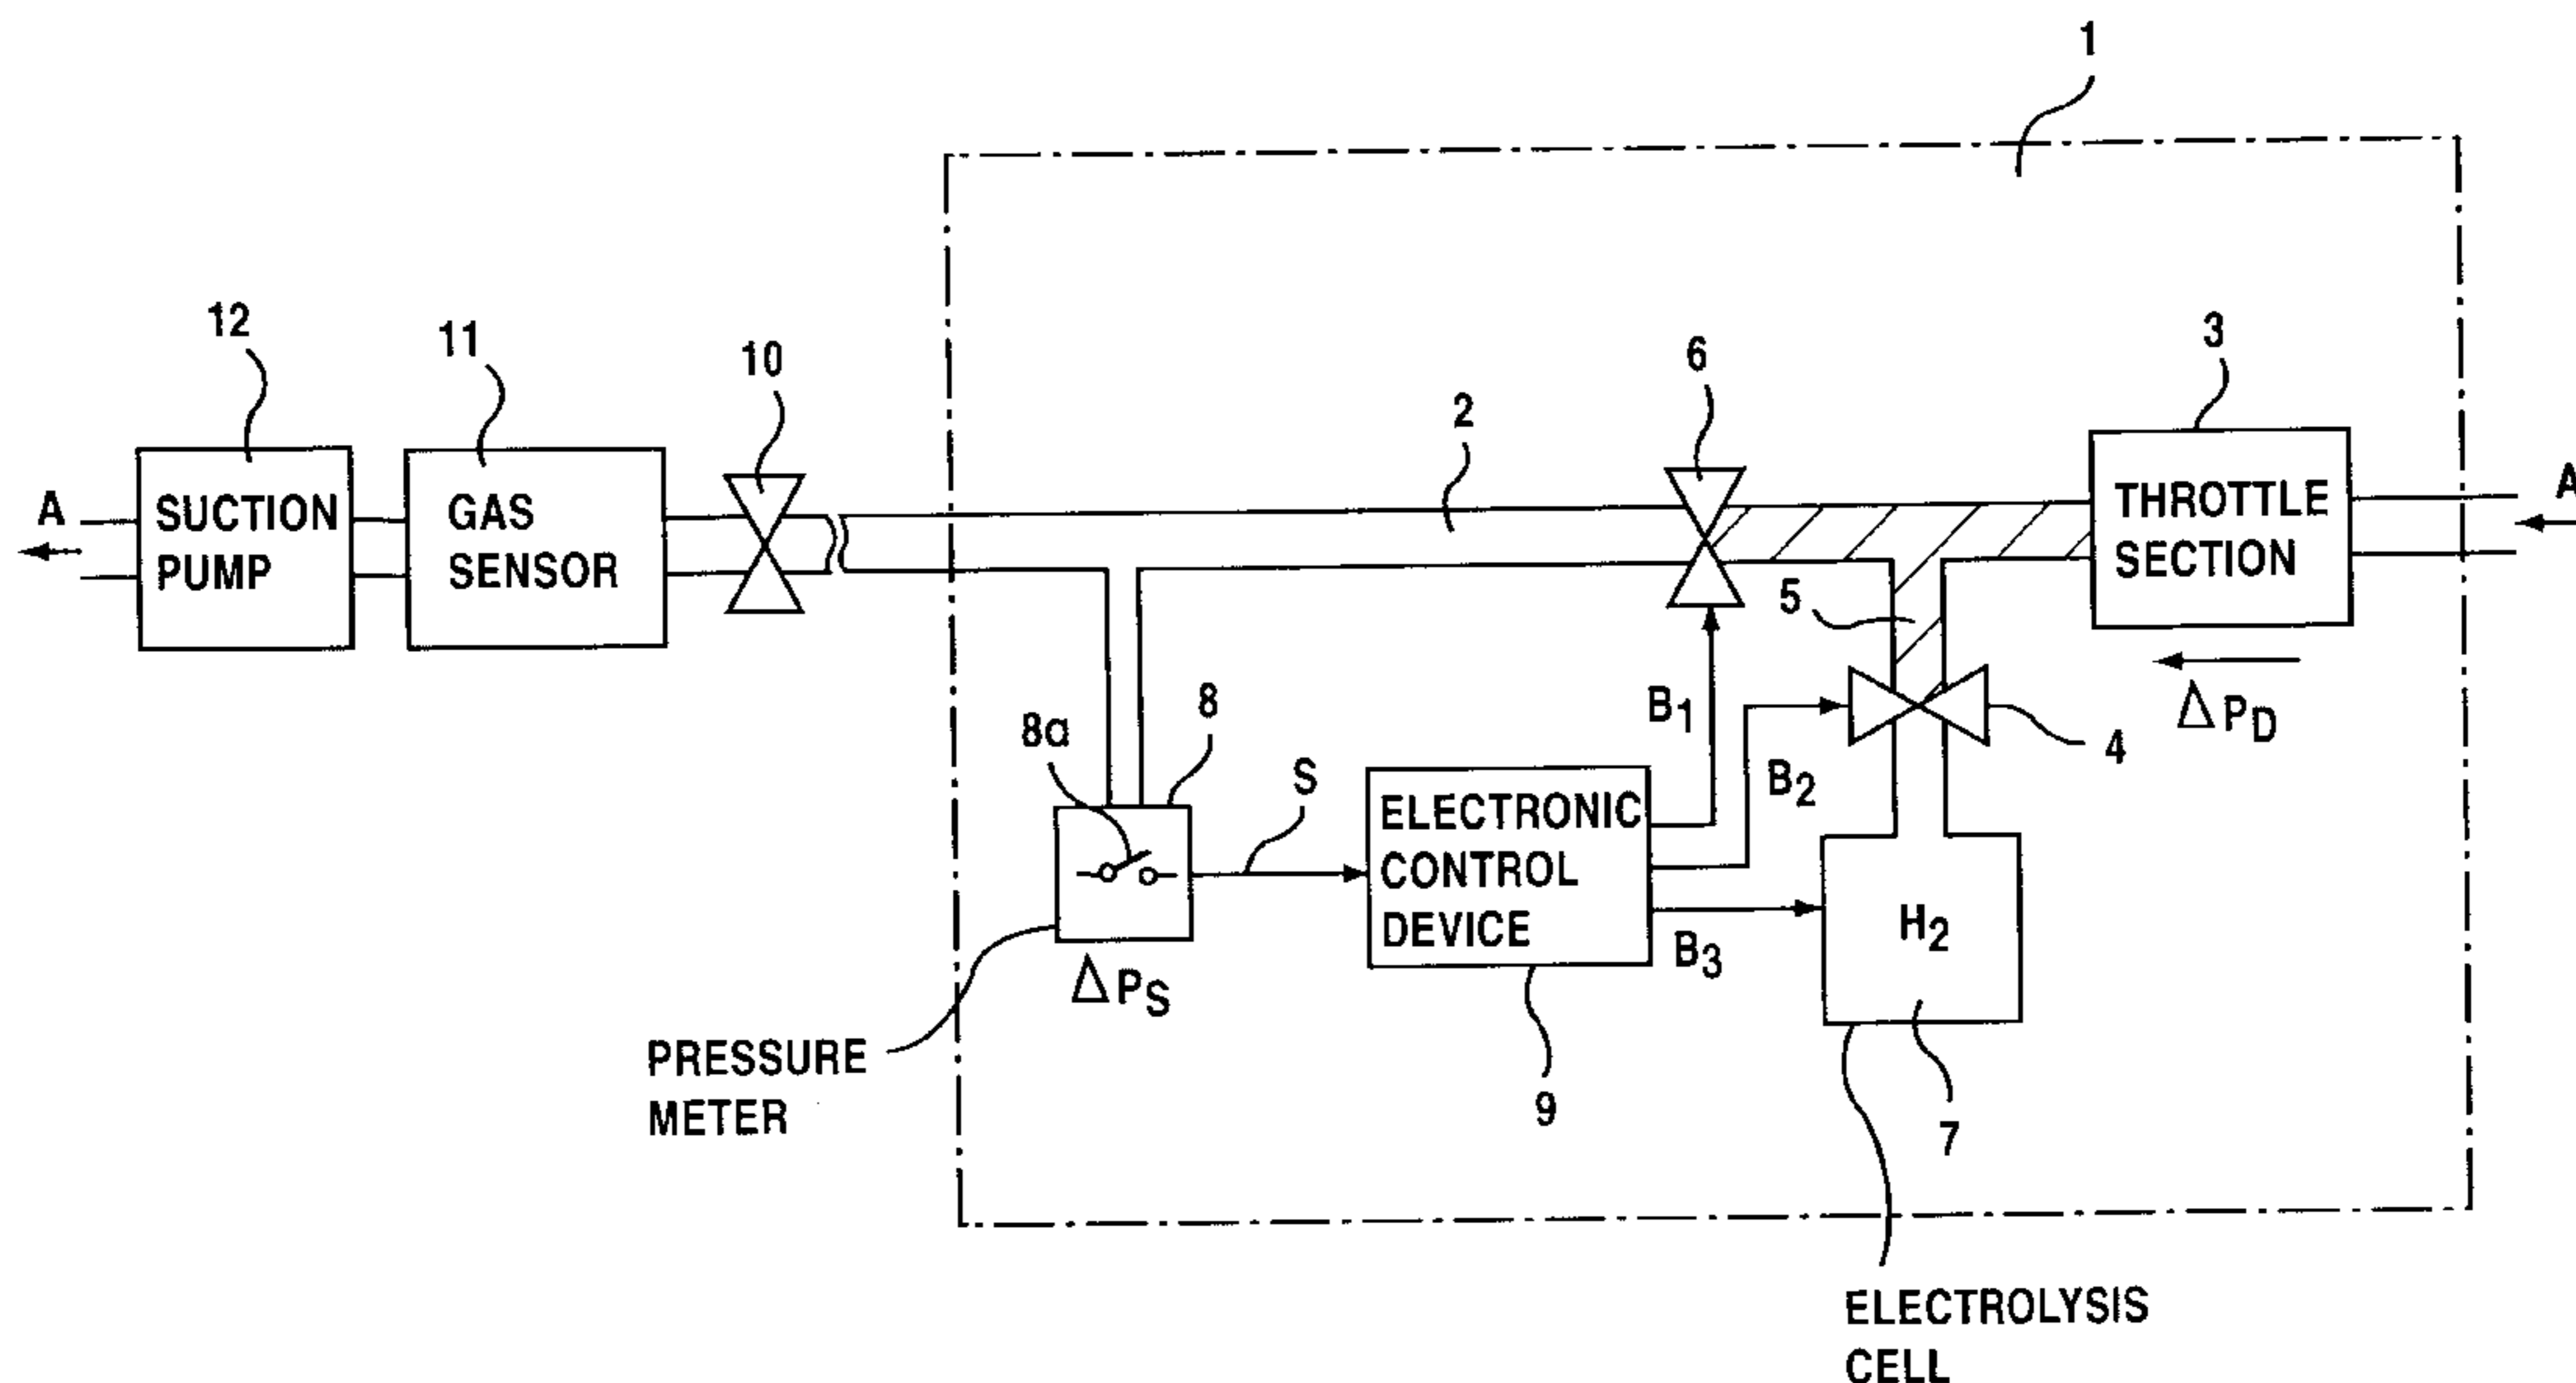 1
12
11
10
6
3
2
A
SUCTION
PUMP
GAS
SENSOR
THROTTLE
SECTION
A
5
ΔPD
4
B1
B2
8a
8
S
ELECTRONIC
CONTROL
DEVICE
B3
H2
ΔPS
PRESSURE
METER
9
7
ELECTROLYSIS
CELL